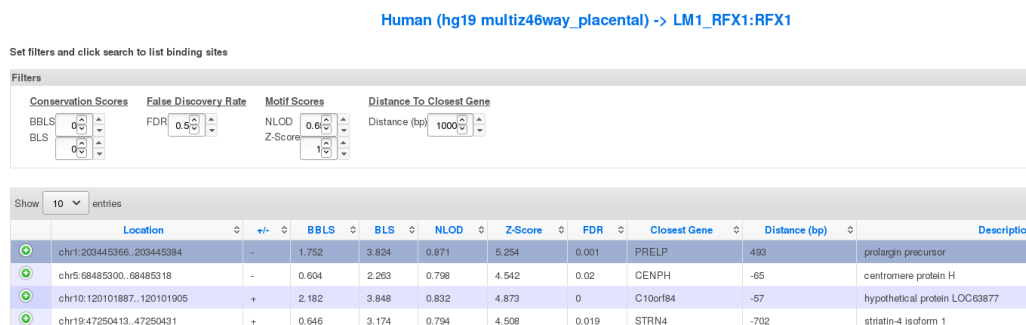 Human (hg19 multiz46way_placental) -> LM1_RFX1:RFX1
Set filters and click search to list binding sites
Filters
Conservation Scores False Discovery Rate Motif Scores Distance To Closest Gene
BBLS 0 FDR 0.5 NLOD Distance (bp) 1000
BLS 0 Z-Score 1
Show 10 entries
Location +/- BBLS BLS NLOD Z-Score FDR Closest Gene Distance (bp)
chr1:203445366..203445384 - 1.752 3.824 0.871 5.254 0.001 PRELP 493 prolargin precursor
chr5:68485300..68485318 - 0.604 2.263 0.798 4.542 0.02 CENPH -65 centromere protein H
chr10:120101887..120101905 + 2.182 3.848 0.832 4.873 0 C10orf84 -57 hypothetical protein LOC63877
chr19:47250413..47250431 + 0.646 3.174 0.794 4.508 0.019 STRN4 -702 striatin-4 isoform 1